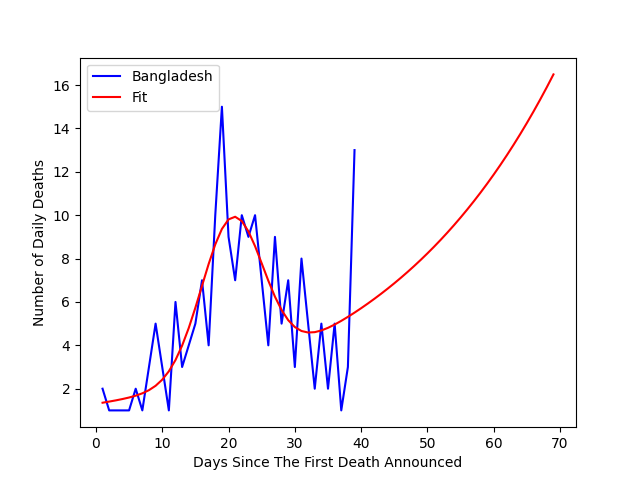 Bangladesh
Fit
16
14
12
10
8
6
4
2
Number of Daily Deaths
0 10 20 30 40 50 60 70
Days Since The First Death Announced